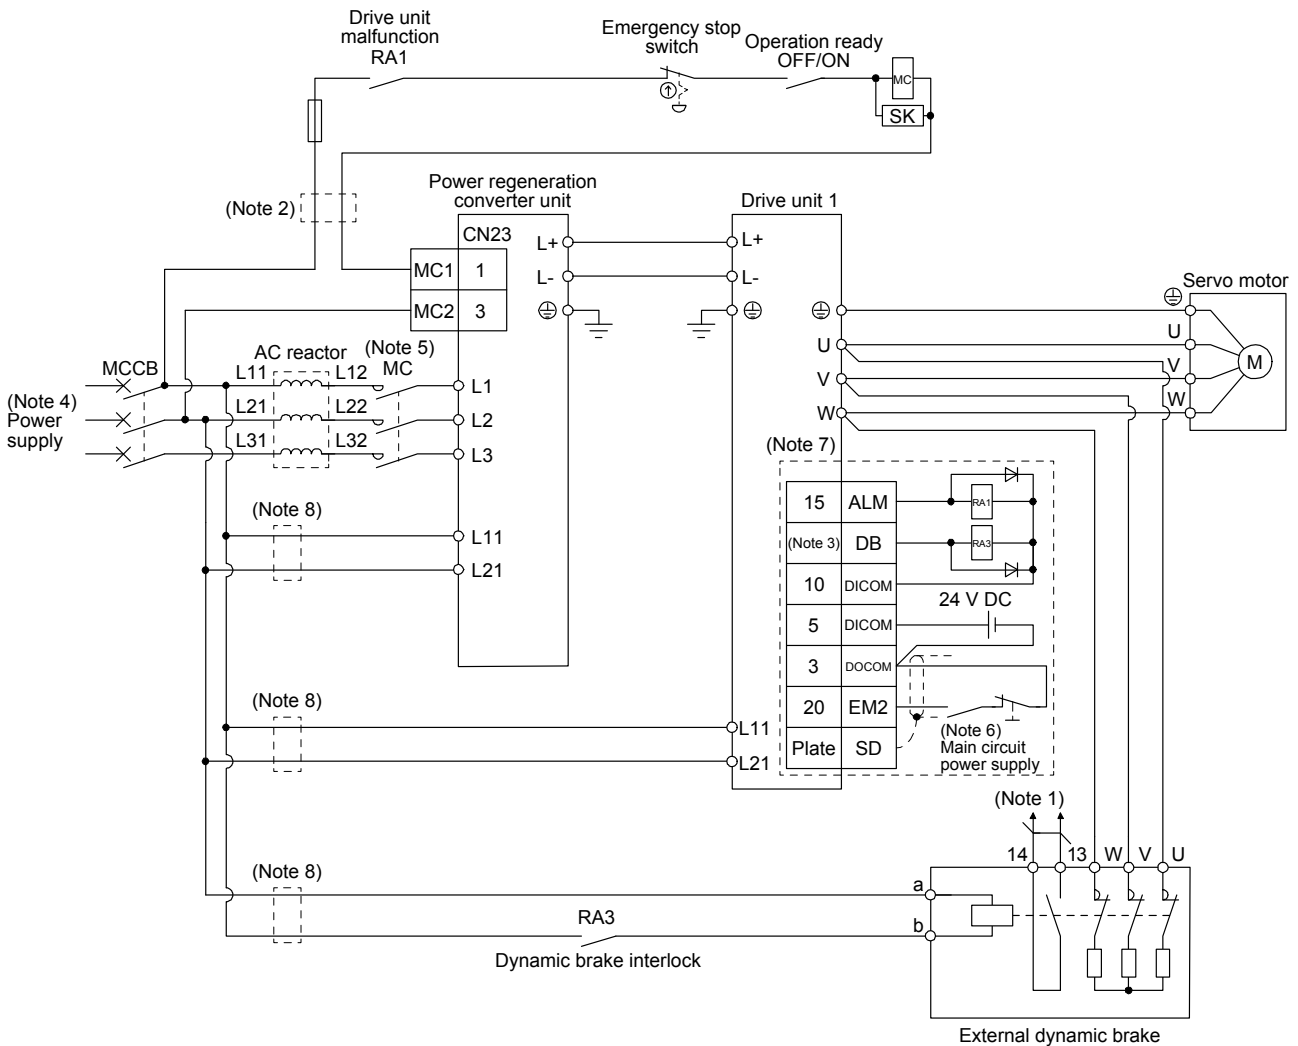 Drive unit
malfunction
RA1
Emergency stop
switch
Operation ready
OFF/ON
MC
SK
(Note 2)
Power regeneration
converter unit
Drive unit 1
CN23
MC1 1
MC2 3
L+
L-
L+
L-
Servo motor
U
V
W
M
U
V
W
(Note 4)
Power
supply
MCCB
AC reactor
(Note 5)
MC
L11 L12 L1
L21 L22 L2
L31 L32 L3
(Note 8)
L11
L21
(Note 7)
15 ALM RA1
(Note 3) DB RA3
10 DICOM
24 V DC
5 DICOM
3 DOCOM
20 EM2
Plate SD
(Note 6)
Main circuit
power supply
(Note 8)
L11
L21
(Note 1)
14 13 W V U
(Note 8)
a
b
RA3
Dynamic brake interlock
External dynamic brake